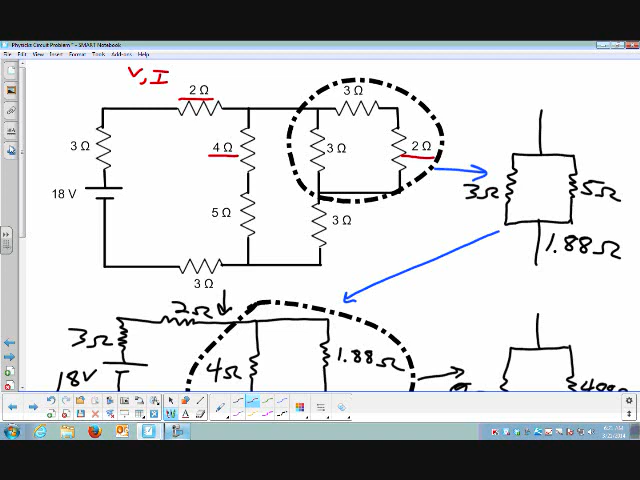 Physicks Circuit Problem * - SMART Notebook
File Edit View Insert Format Tools Add-ons Help
V, I
2 Ω
3 Ω
3 Ω
4 Ω
3 Ω
2 Ω
18 V
5 Ω
3 Ω
3 Ω
3Ω
5Ω
1.88Ω
2Ω
3Ω
18V
4Ω
1.88Ω